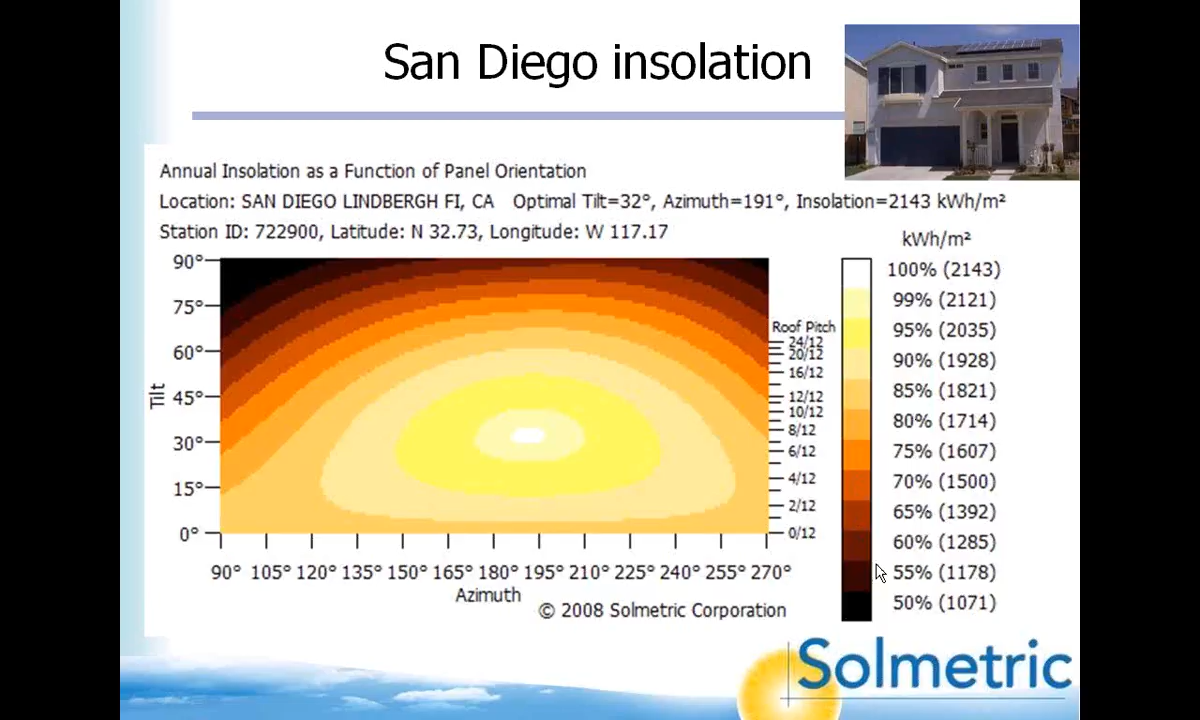 San Diego insolation
Annual Insolation as a Function of Panel Orientation
Location: SAN DIEGO LINDBERGH FI, CA Optimal Tilt=32°, Azimuth=191°, Insolation=2143 kWh/m²
Station ID: 722900, Latitude: N 32.73, Longitude: W 117.17
kWh/m²
90°
75°
60°
45°
30°
15°
0°
Tilt
Roof Pitch
24/12
20/12
16/12
12/12
10/12
8/12
6/12
4/12
2/12
0/12
100% (2143)
99% (2121)
95% (2035)
90% (1928)
85% (1821)
80% (1714)
75% (1607)
70% (1500)
65% (1392)
60% (1285)
55% (1178)
50% (1071)
90° 105° 120° 135° 150° 165° 180° 195° 210° 225° 240° 255° 270°
Azimuth
© 2008 Solmetric Corporation
Solmetric